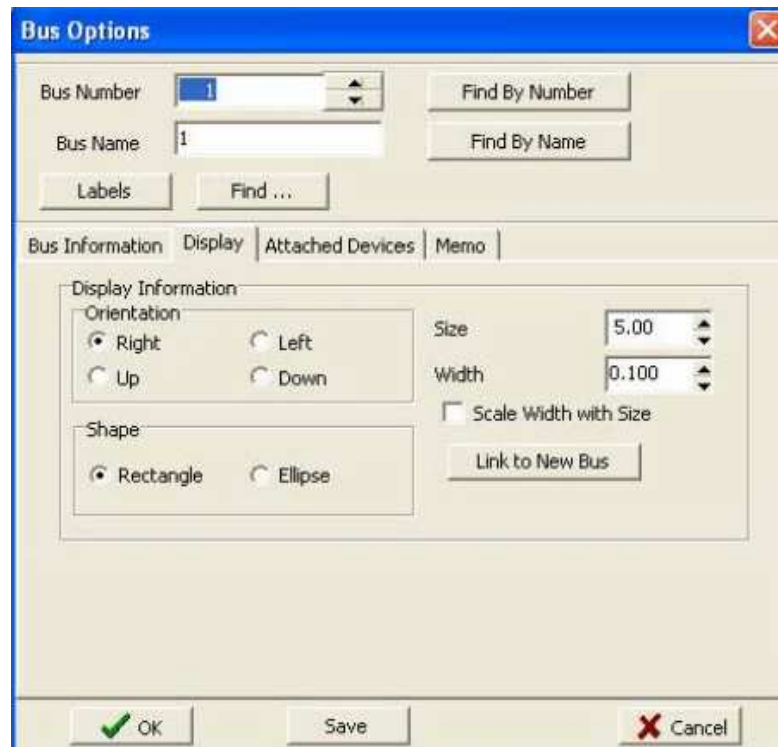 Bus Options
Bus Number 1 Find By Number
Bus Name 1 Find By Name
Labels Find ...
Bus Information Display Attached Devices Memo
Display Information
Orientation
Right Left
Up Down
Size 5.00
Width 0.100
Scale Width with Size
Shape
Rectangle Ellipse
Link to New Bus
OK Save Cancel